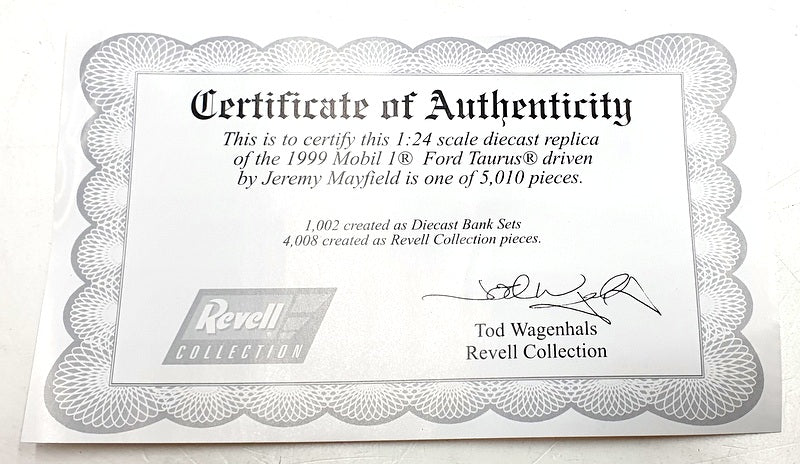 Certificate of Authenticity
This is to certify this 1:24 scale diecast replica
of the 1999 Mobil 1® Ford Taurus® driven
by Jeremy Mayfield is one of 5,010 pieces.
1,002 created as Diecast Bank Sets
4,008 created as Revell Collection pieces.
Revell
COLLECTION
Tod Wagenhals
Revell Collection